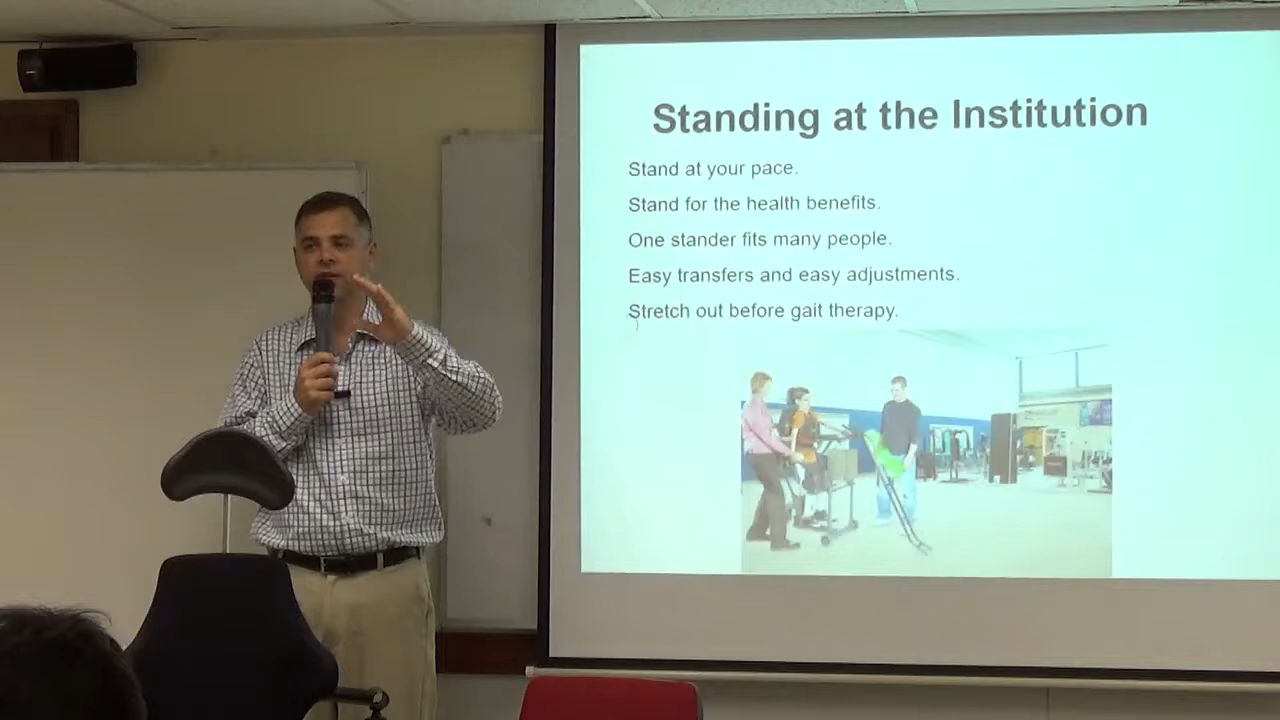 Standing at the Institution
Stand at your pace.
Stand for the health benefits.
One stander fits many people.
Easy transfers and easy adjustments.
Stretch out before gait therapy.